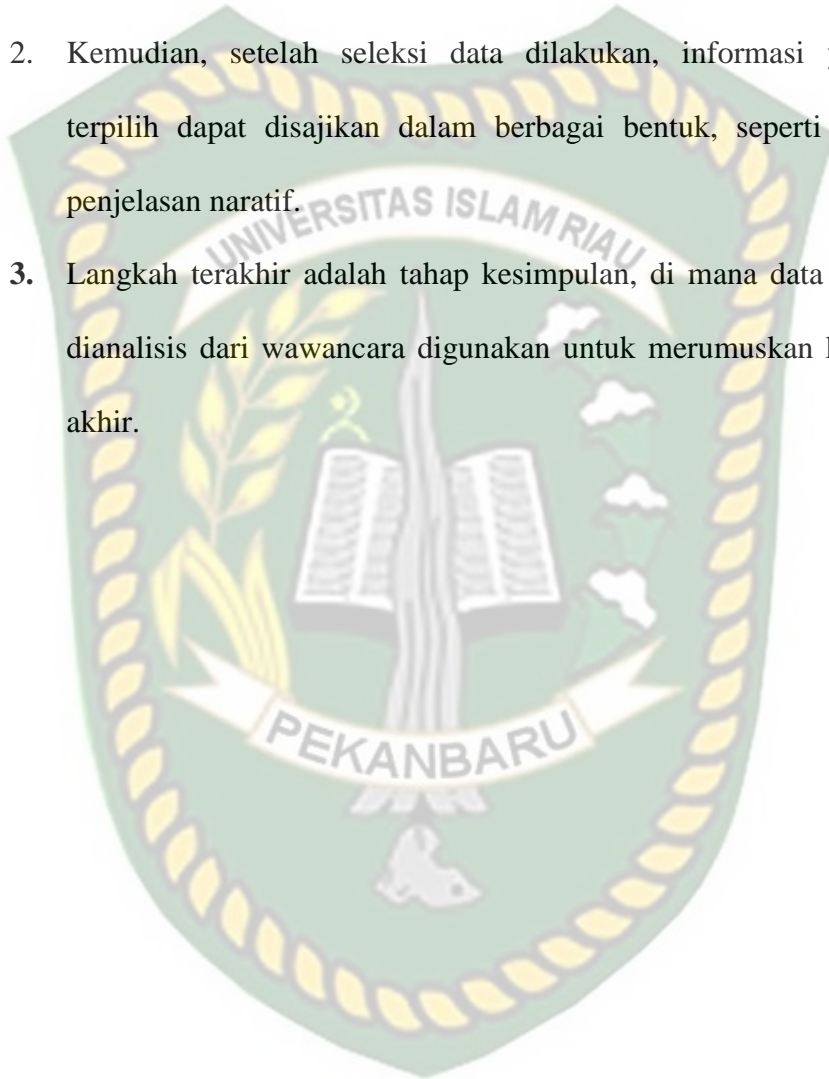 2. Kemudian, setelah seleksi data dilakukan, informasi
terpilih dapat disajikan dalam berbagai bentuk, seperti
penjelasan naratif.
UNIVERSITAS ISLAM RIAU
3. Langkah terakhir adalah tahap kesimpulan, di mana data
dianalisis dari wawancara digunakan untuk merumuskan
akhir.
PEKANBARU